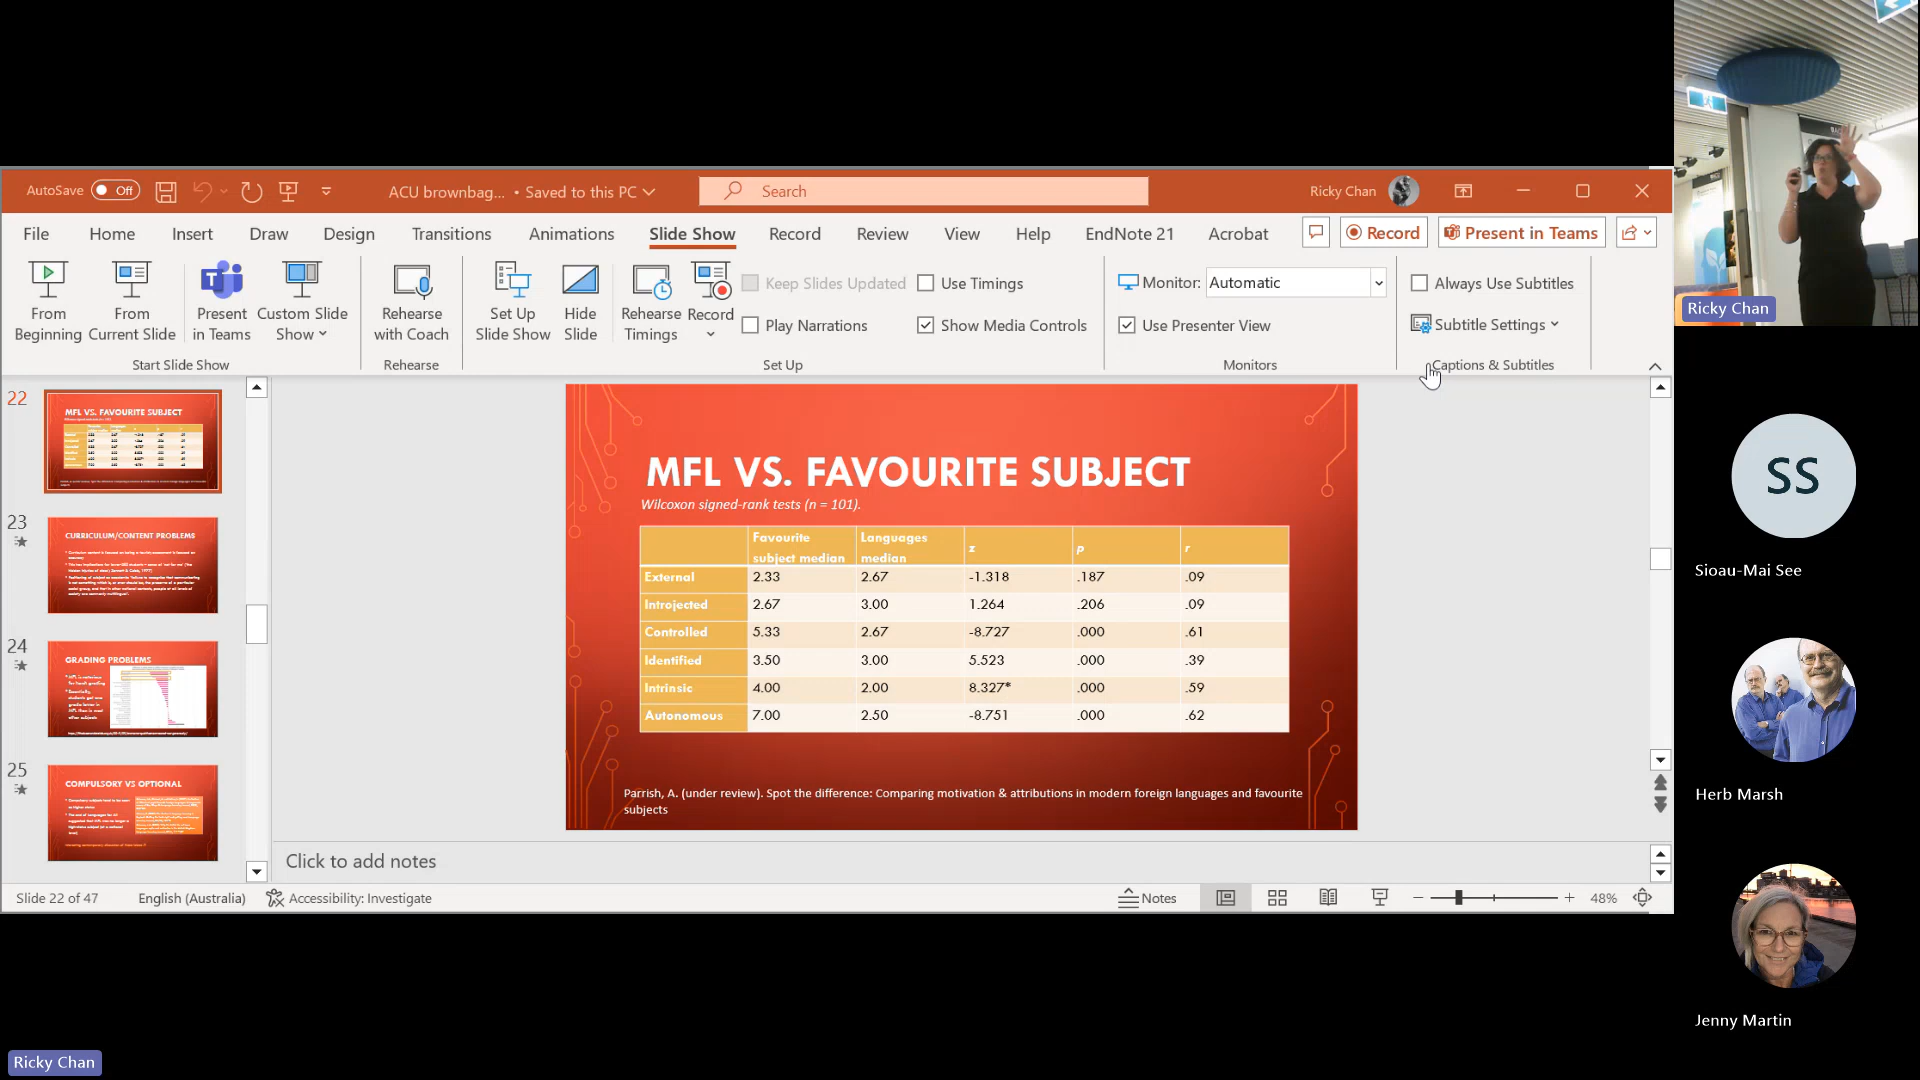 AutoSave Off
ACU brownbag... • Saved to this PC
Search
Ricky Chan
File Home Insert Draw Design Transitions Animations Slide Show Record Review View Help EndNote 21 Acrobat
Record
Present in Teams
From Beginning
From Current Slide
Present in Teams
Custom Slide Show
Start Slide Show
Rehearse with Coach
Rehearse
Set Up Slide Show
Hide Slide
Rehearse Timings
Record
Keep Slides Updated
Use Timings
Play Narrations
Show Media Controls
Set Up
Monitor: Automatic
Use Presenter View
Monitors
Always Use Subtitles
Subtitle Settings
Captions & Subtitles
22
MFL VS. FAVOURITE SUBJECT
23
CURRICULUM/CONTENT PROBLEMS
24
GRADING PROBLEMS
25
COMPULSORY VS OPTIONAL
MFL VS. FAVOURITE SUBJECT
Wilcoxon signed-rank tests (n = 101).
Favourite subject median Languages median z p r
External 2.33 2.67 -1.318 .187 .09
Introjected 2.67 3.00 1.264 .206 .09
Controlled 5.33 2.67 -8.727 .000 .61
Identified 3.50 3.00 5.523 .000 .39
Intrinsic 4.00 2.00 8.327* .000 .59
Autonomous 7.00 2.50 -8.751 .000 .62
Parrish, A. (under review). Spot the difference: Comparing motivation & attributions in modern foreign languages and favourite
subjects
Click to add notes
Slide 22 of 47 English (Australia) Accessibility: Investigate Notes 48%
Ricky Chan
SS
Sioau-Mai See
Herb Marsh
Jenny Martin
Ricky Chan